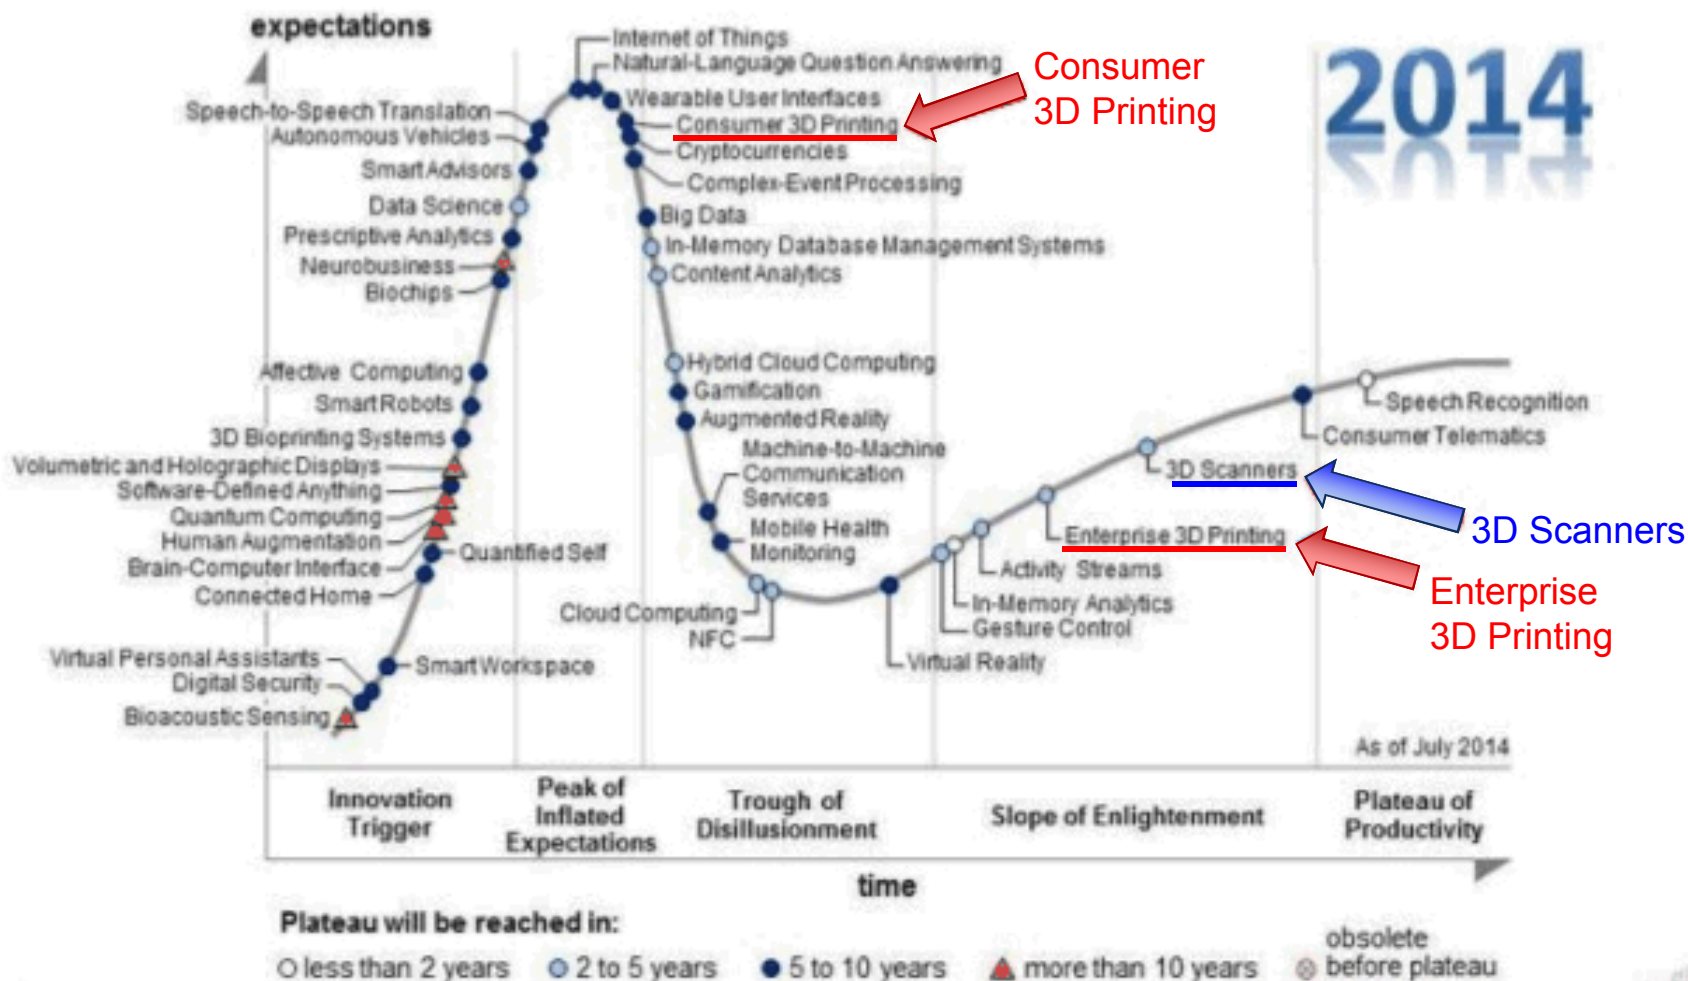 expectations
2014
Internet of Things
Natural-Language Question Answering
Wearable User Interfaces
Consumer 3D Printing
Cryptocurrencies
Complex-Event Processing
Consumer
3D Printing
Speech-to-Speech Translation
Autonomous Vehicles
Smart Advisors
Data Science
Prescriptive Analytics
Neurobusiness
Biochips
Big Data
In-Memory Database Management Systems
Content Analytics
Affective Computing
Smart Robots
3D Bioprinting Systems
Volumetric and Holographic Displays
Software-Defined Anything
Quantum Computing
Human Augmentation
Brain-Computer Interface
Connected Home
Quantified Self
Virtual Personal Assistants
Digital Security
Bioacoustic Sensing
Smart Workspace
Hybrid Cloud Computing
Gamification
Augmented Reality
Machine-to-Machine
Communication
Services
Mobile Health
Monitoring
Cloud Computing
NFC
Virtual Reality
Gesture Control
In-Memory Analytics
Activity Streams
Enterprise 3D Printing
3D Scanners
Consumer Telematics
Speech Recognition
3D Scanners
Enterprise
3D Printing
As of July 2014
Innovation
Trigger
Peak of
Inflated
Expectations
Trough of
Disillusionment
Slope of Enlightenment
Plateau of
Productivity
time
Plateau will be reached in:
less than 2 years
2 to 5 years
5 to 10 years
more than 10 years
obsolete
before plateau